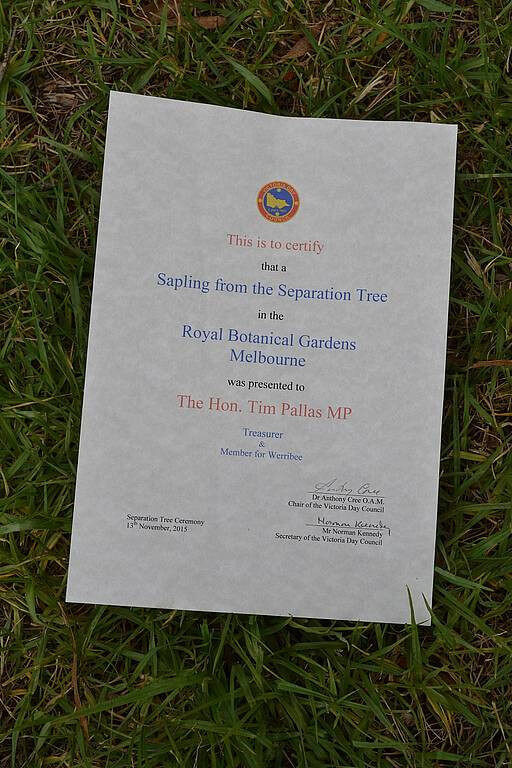 This is to certify
that a
Sapling from the Separation Tree
in the
Royal Botanical Gardens
Melbourne
was presented to
The Hon. Tim Pallas MP
Treasurer
&
Member for Werribee
Dr Anthony Cree O.A.M.
Chair of the Victoria Day Council
Separation Tree Ceremony
13th November, 2015
Norman Kennedy
Mr Norman Kennedy
Secretary of the Victoria Day Council